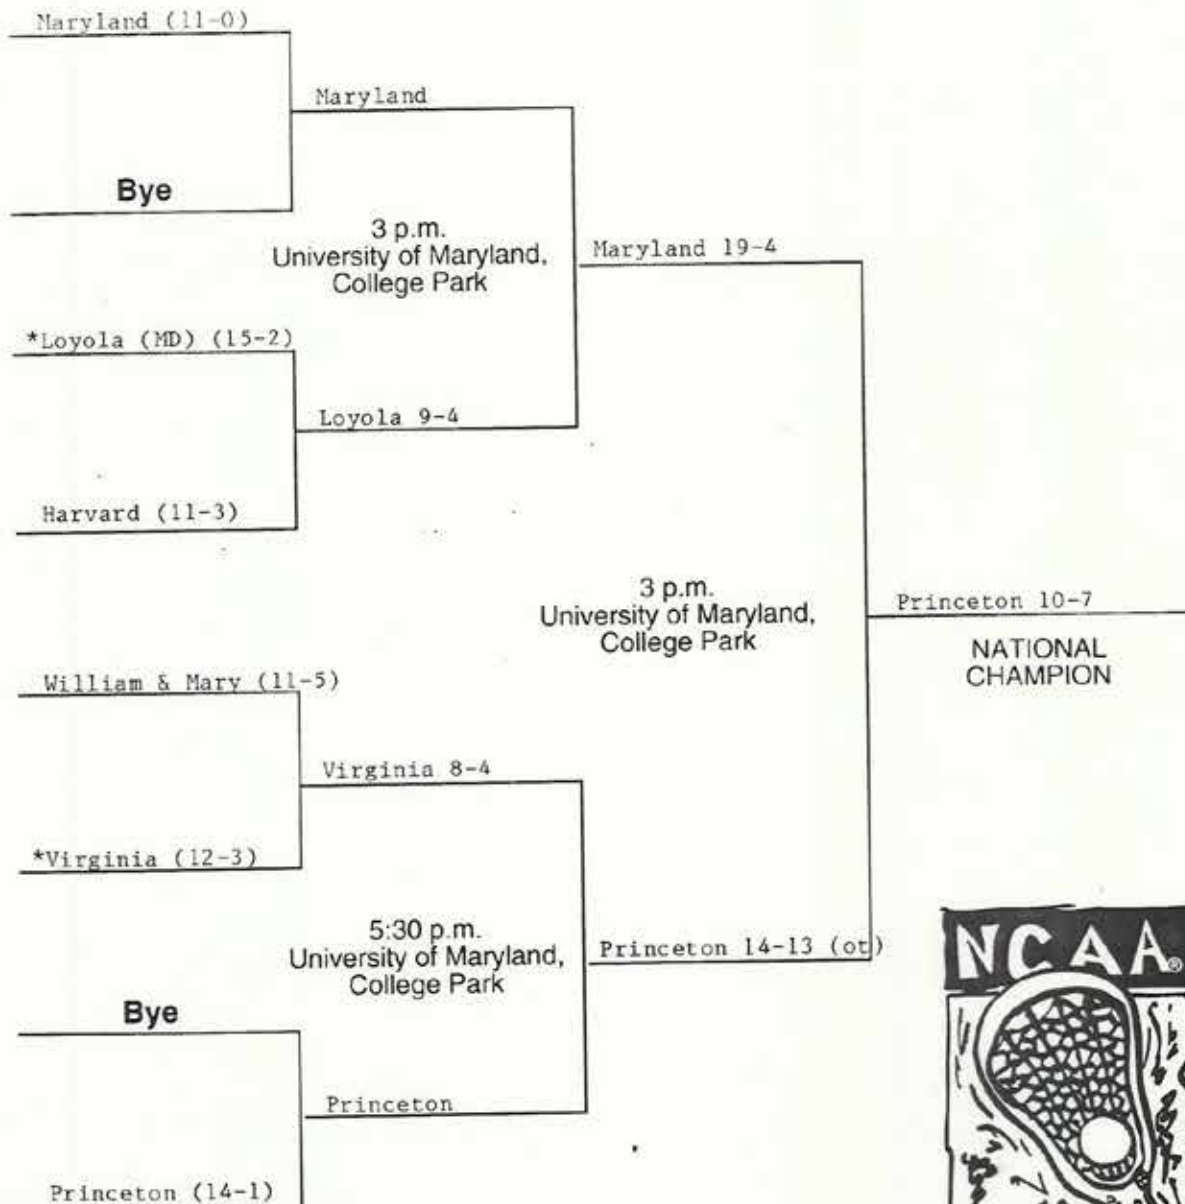 Maryland (11-0)
Maryland
Bye
3 p.m.
University of Maryland,
College Park
Maryland 19-4
*Loyola (MD) (15-2)
Loyola 9-4
Harvard (11-3)
3 p.m.
University of Maryland,
College Park
Princeton 10-7
NATIONAL
CHAMPION
William & Mary (11-5)
Virginia 8-4
*Virginia (12-3)
5:30 p.m.
University of Maryland,
College Park
Princeton 14-13 (ot)
Bye
Princeton
Princeton (14-1)
NCAA®